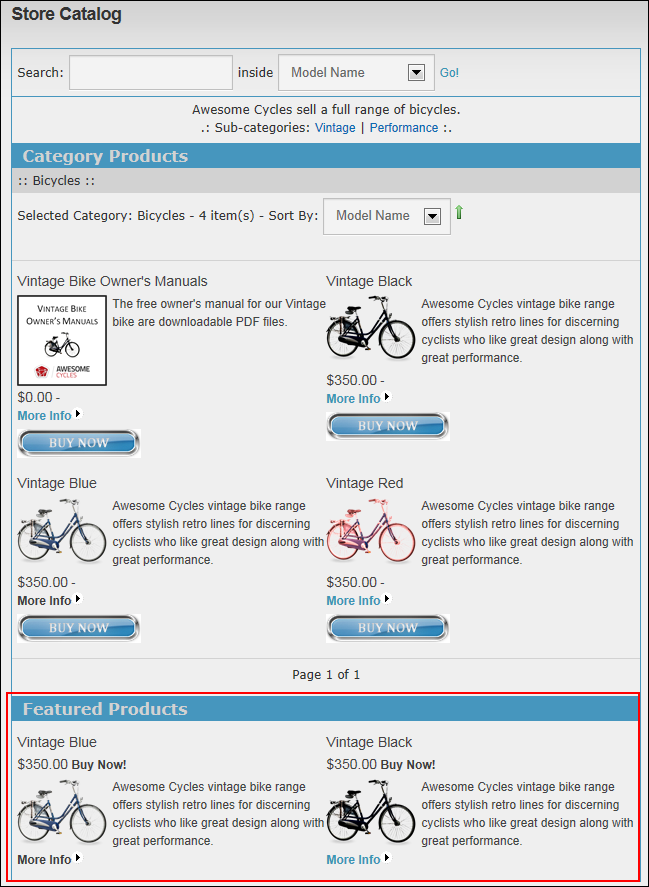 Store Catalog
Search: inside Model Name Go!
Awesome Cycles sell a full range of bicycles.
.: Sub-categories: Vintage | Performance :.
Category Products
:: Bicycles ::
Selected Category: Bicycles - 4 item(s) - Sort By: Model Name
Vintage Bike Owner's Manuals
VINTAGE BIKE
OWNER'S MANUALS
AWESOME
CYCLES
The free owner's manual for our Vintage
bike are downloadable PDF files.
$0.00 -
More Info
BUY NOW
Vintage Black
Awesome Cycles vintage bike range
offers stylish retro lines for discerning
cyclists who like great design along with
great performance.
$350.00 -
More Info
BUY NOW
Vintage Blue
Awesome Cycles vintage bike range
offers stylish retro lines for discerning
cyclists who like great design along with
great performance.
$350.00 -
More Info
BUY NOW
Vintage Red
Awesome Cycles vintage bike range
offers stylish retro lines for discerning
cyclists who like great design along with
great performance.
$350.00 -
More Info
BUY NOW
Page 1 of 1
Featured Products
Vintage Blue
$350.00 Buy Now!
Awesome Cycles vintage bike range
offers stylish retro lines for discerning
cyclists who like great design along with
great performance.
More Info
Vintage Black
$350.00 Buy Now!
Awesome Cycles vintage bike range
offers stylish retro lines for discerning
cyclists who like great design along with
great performance.
More Info